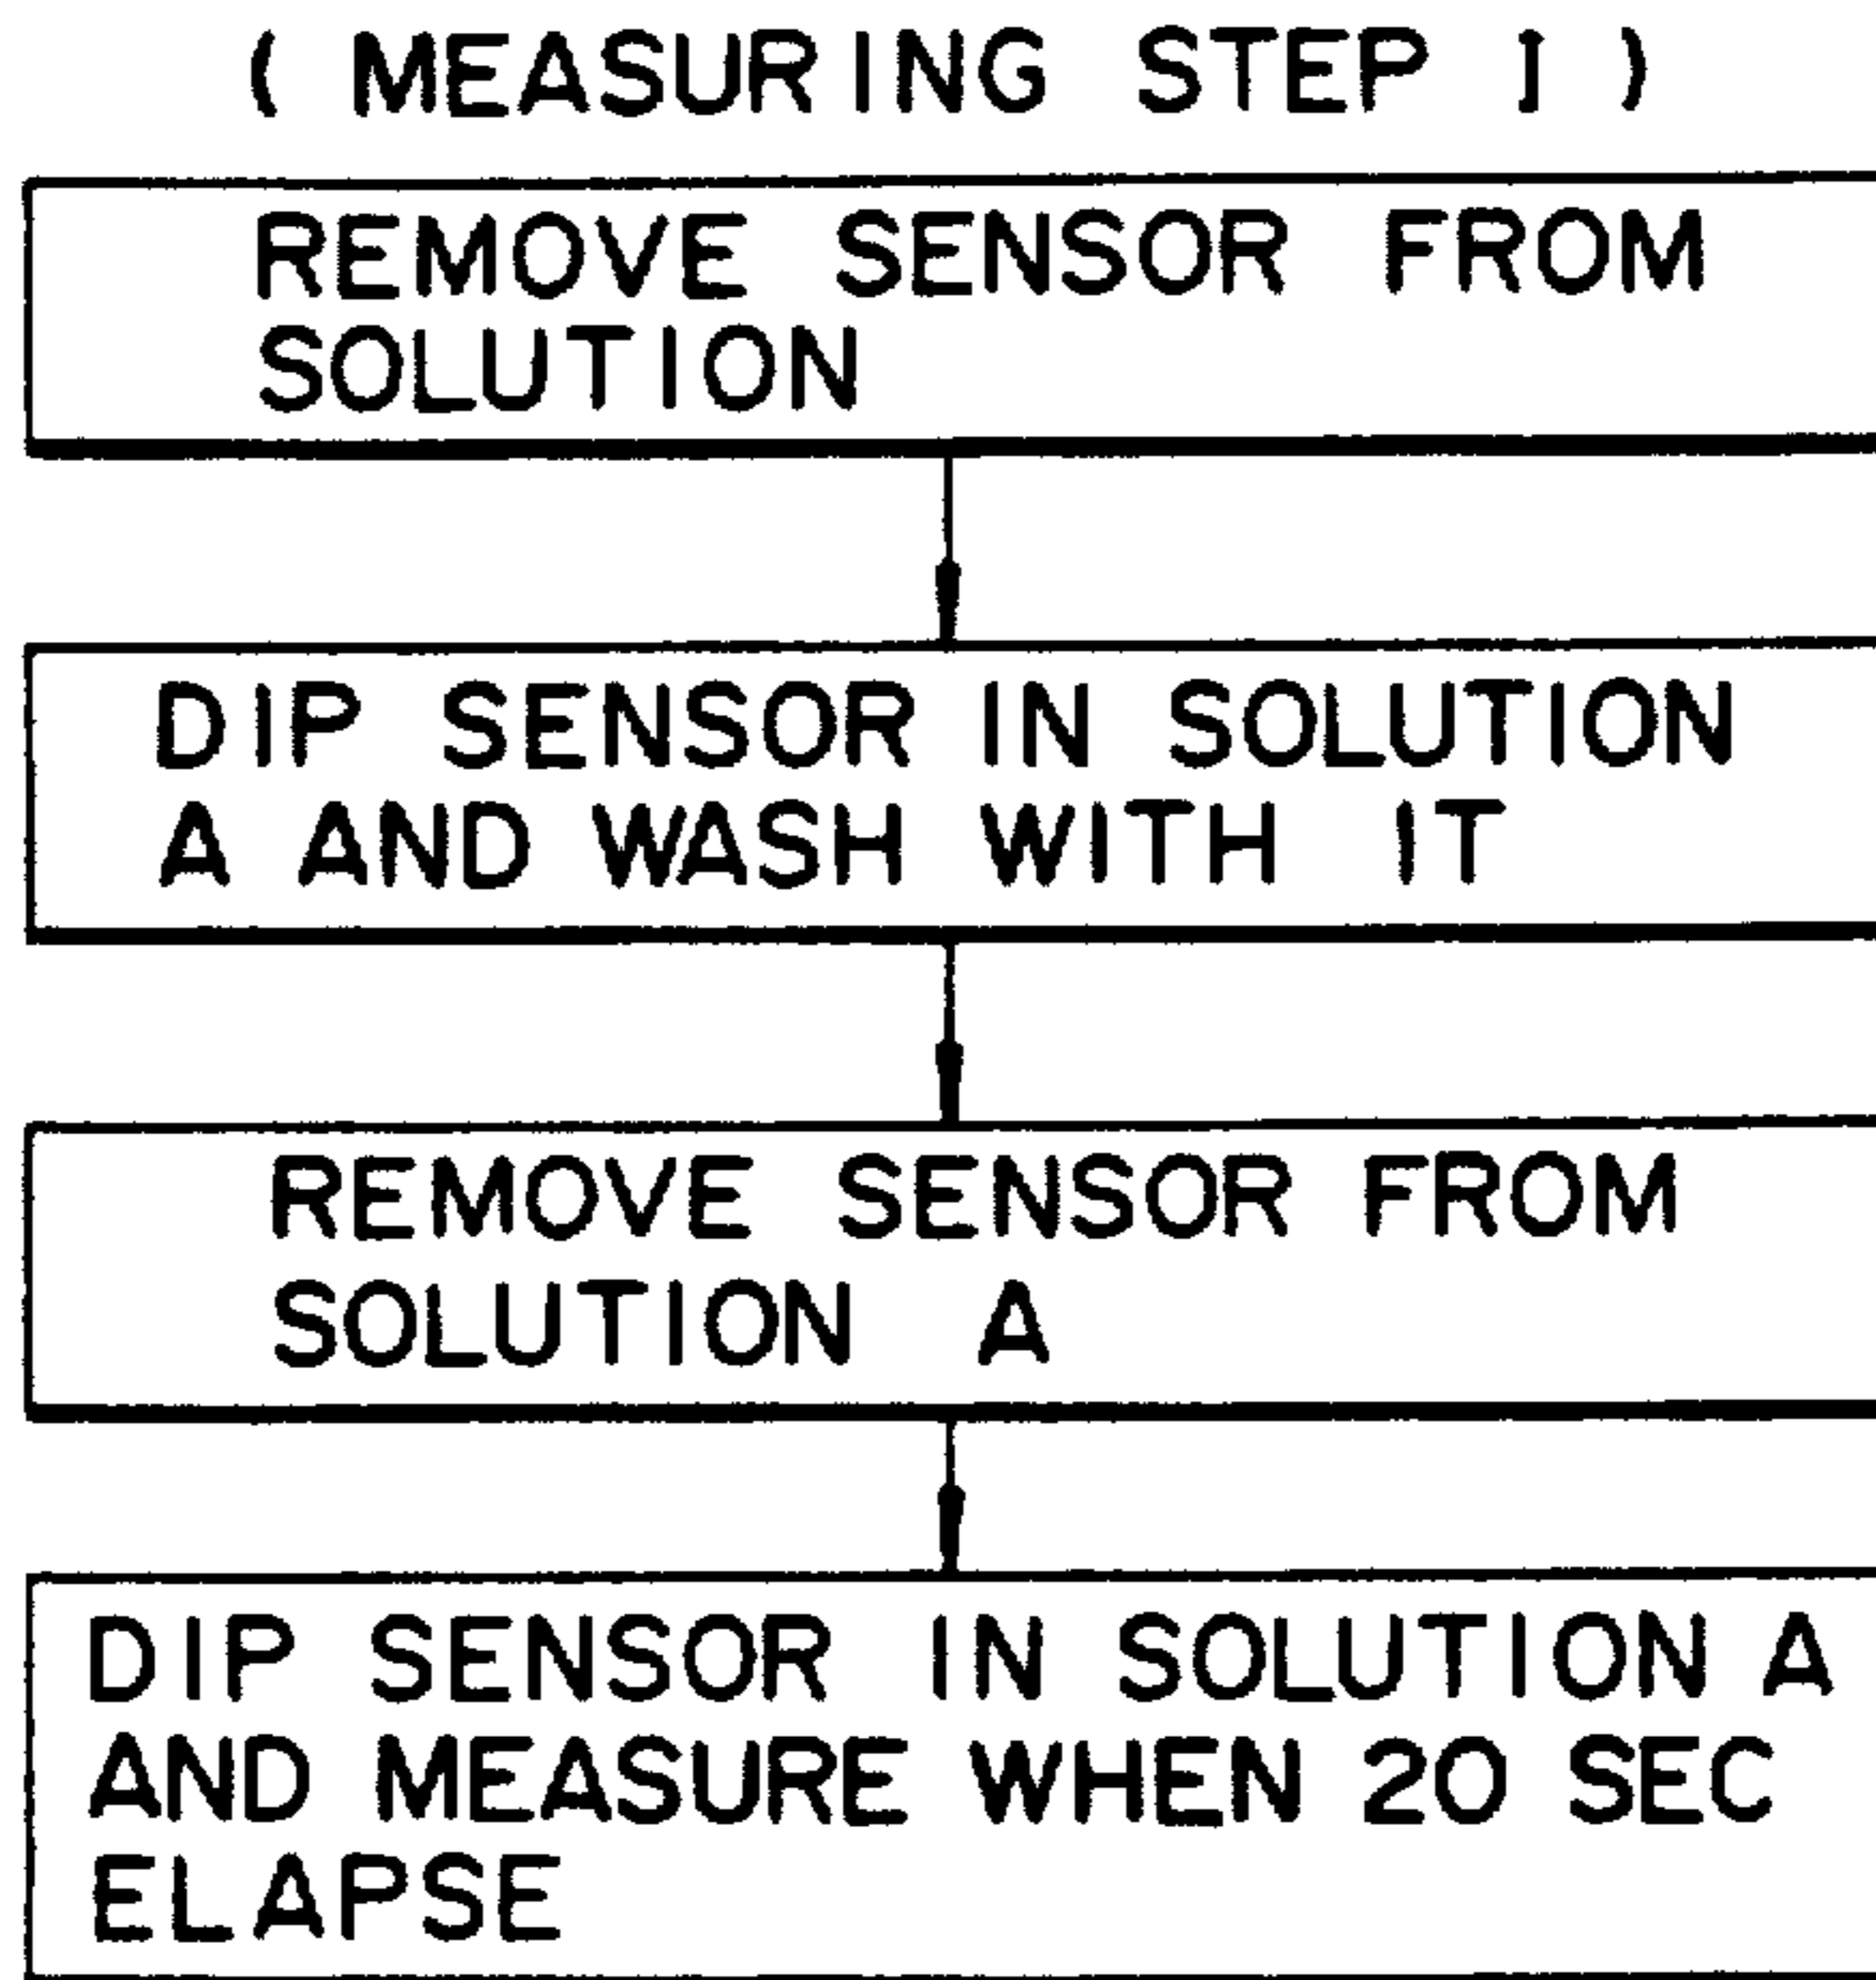 ( MEASURING STEP 1 )
REMOVE SENSOR FROM
SOLUTION
DIP SENSOR IN SOLUTION
A AND WASH WITH IT
REMOVE SENSOR FROM
SOLUTION A
DIP SENSOR IN SOLUTION A
AND MEASURE WHEN 20 SEC
ELAPSE